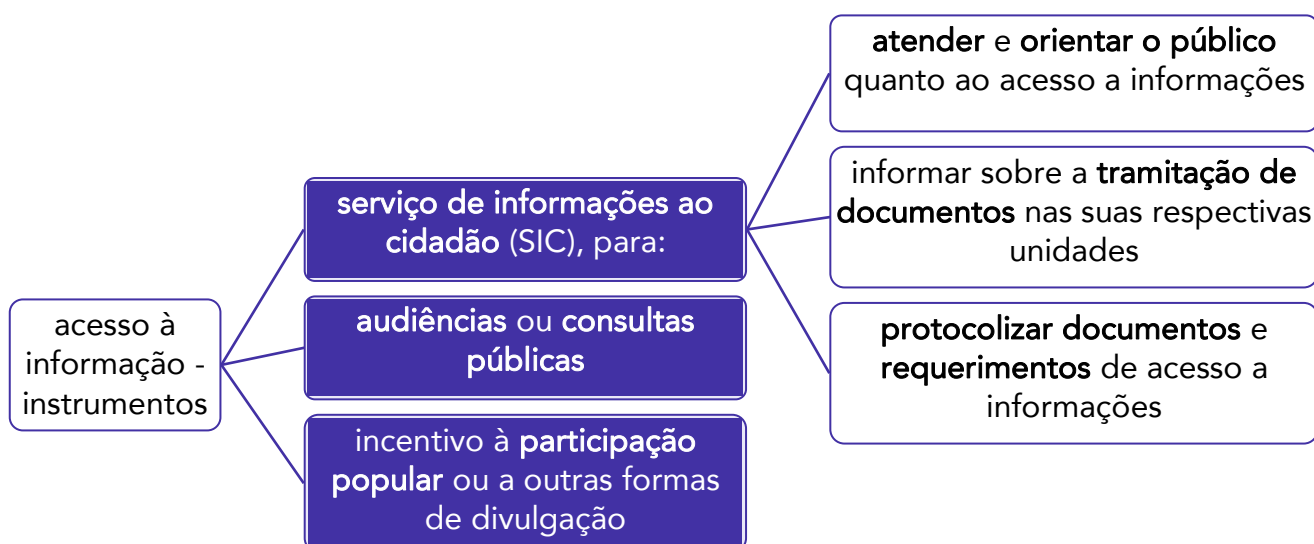 acesso à
informação -
instrumentos
serviço de informações ao
cidadão (SIC), para:
atender e orientar o público
quanto ao acesso a informações
informar sobre a tramitação de
documentos nas suas respectivas
unidades
protocolizar documentos e
requerimentos de acesso a
informações
audiências ou consultas
públicas
incentivo à participação
popular ou a outras formas
de divulgação